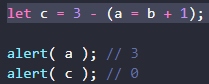 let c = 3 - (a = b + 1);
alert( a ); // 3
alert( c ); // 0